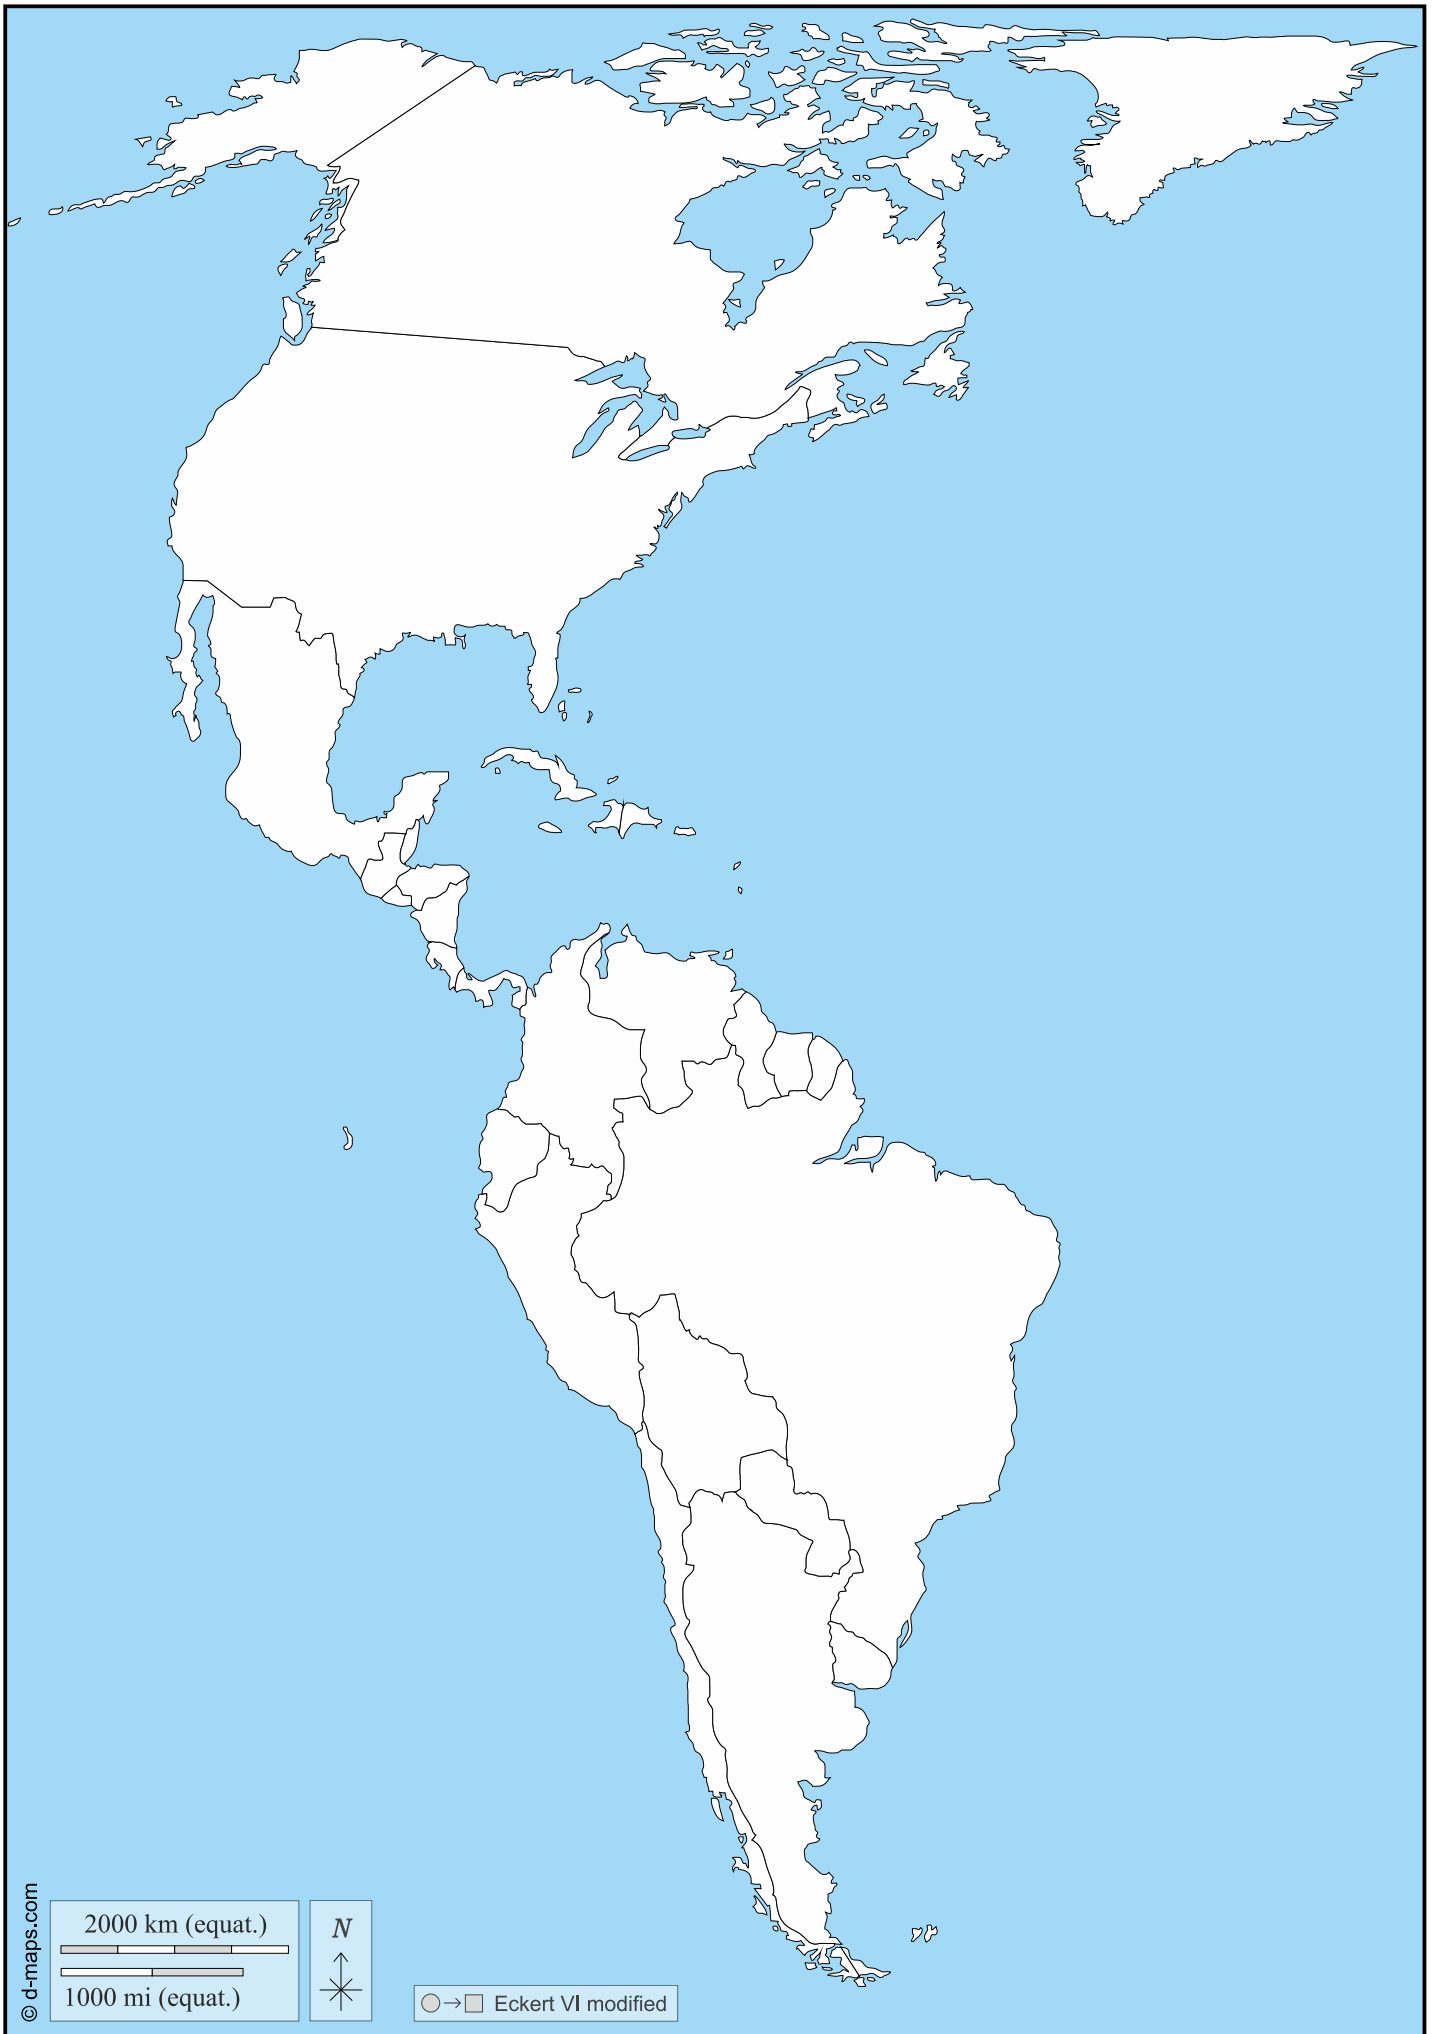 © d-maps.com
2000 km (equat.)
1000 mi (equat.)
N
Eckert VI modified